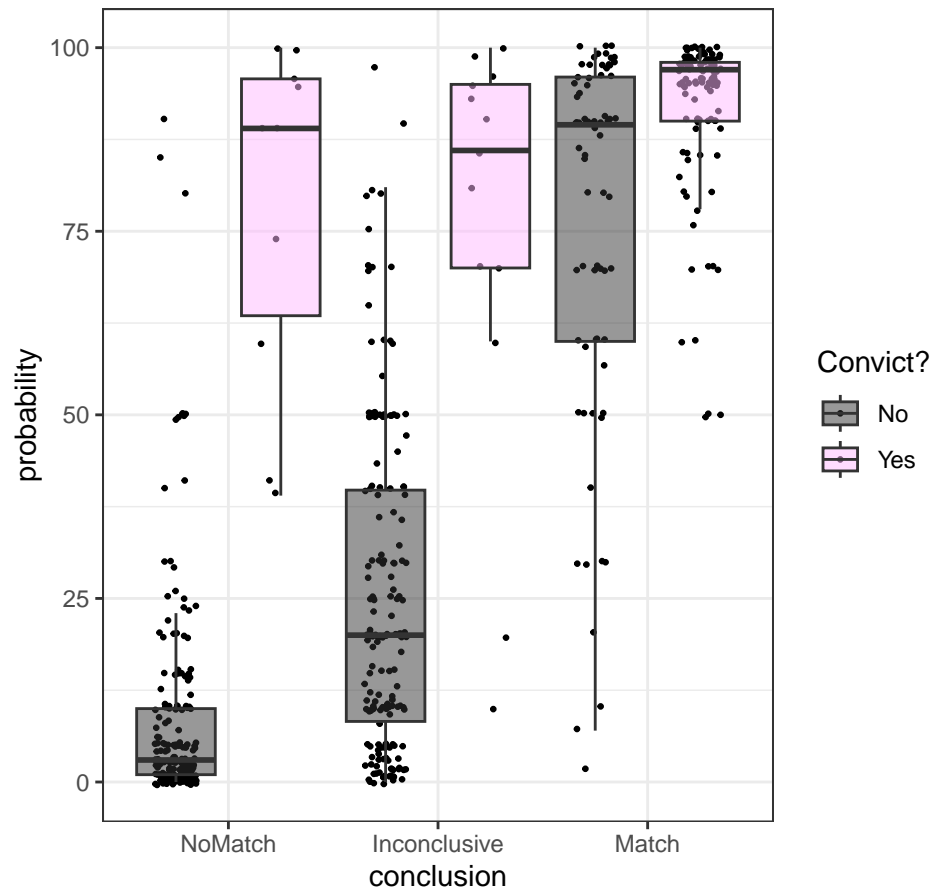 probability
100
75
50
25
0
NoMatch
Inconclusive
Match
conclusion
Convict?
No
Yes